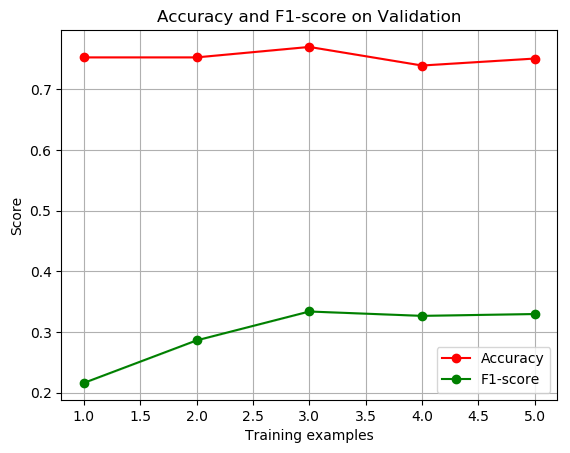 Accuracy and F1-score on Validation
0.7
0.6
0.5
0.4
0.3
0.2
Score
1.0 1.5 2.0 2.5 3.0 3.5 4.0 4.5 5.0
Training examples
Accuracy
F1-score